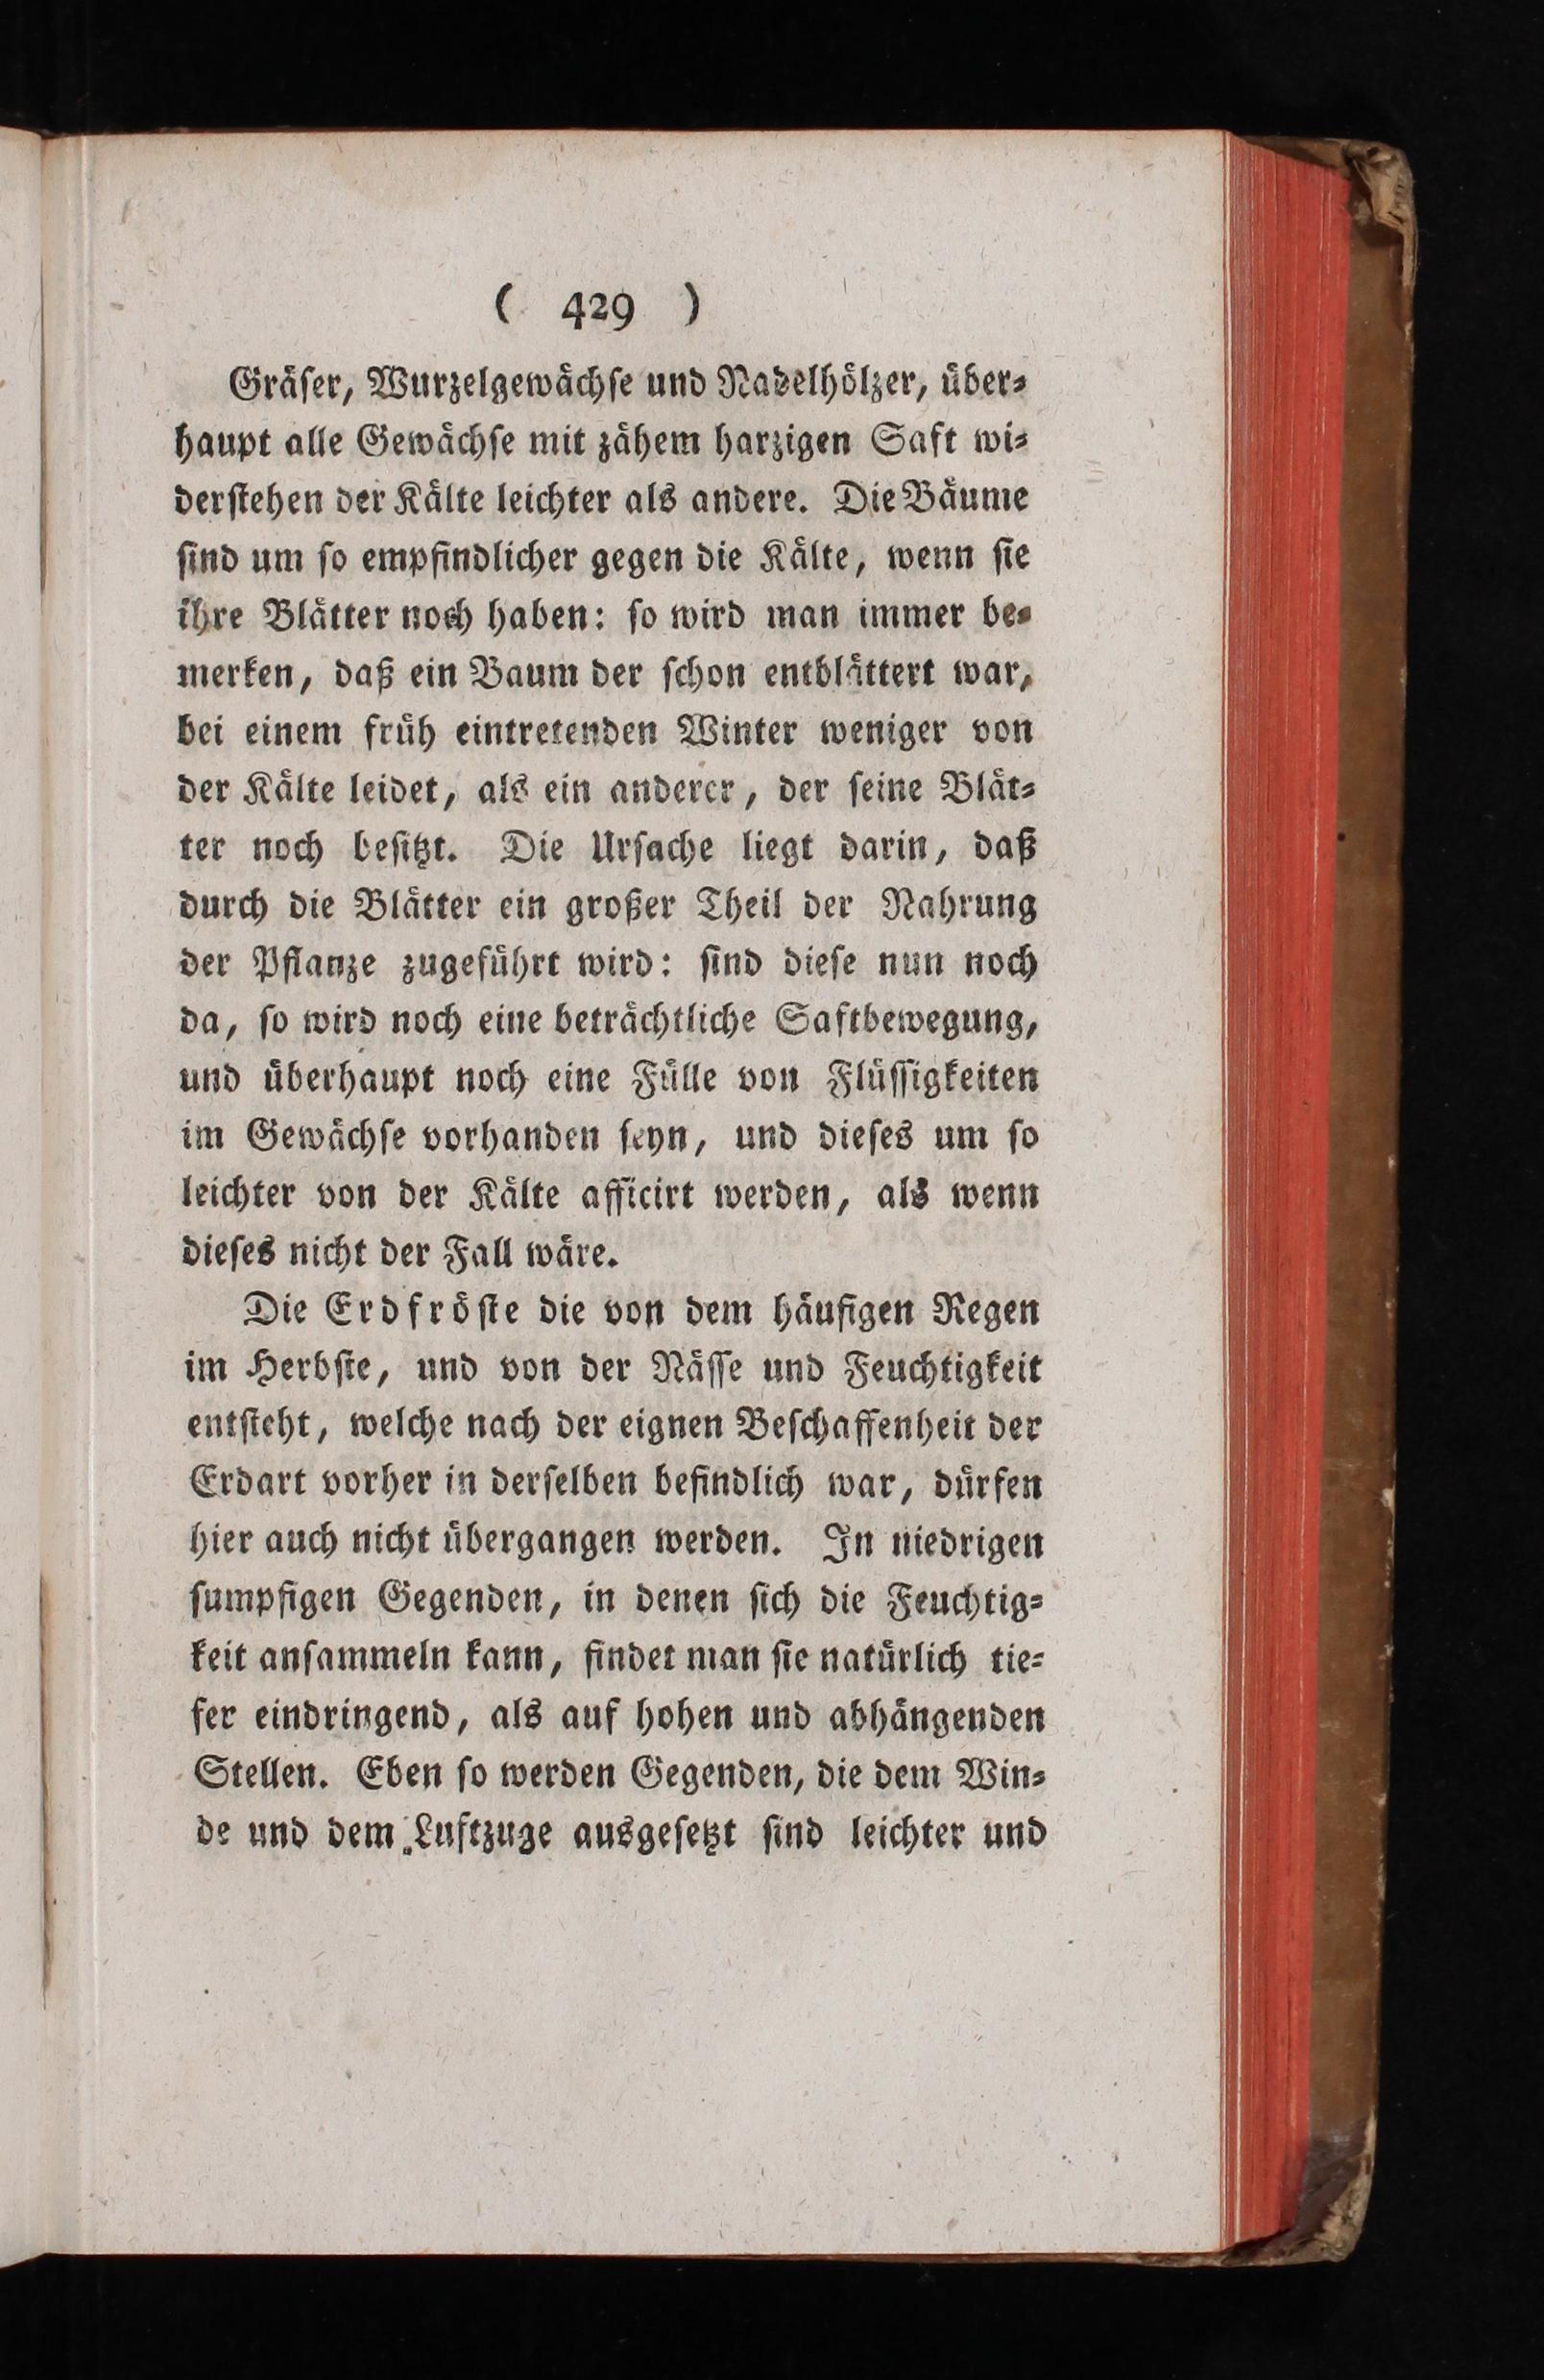 ( 429 )
Gräſer, Wurzelgewächſe und Nadelhölzer, über⸗
haupt alle Gewächſe mit zähem harzigen Saft wi⸗
derſtehen der Kälte leichter als andere. Die Bäume
ſind um ſo empfindlicher gegen die Kälte, wenn ſie
ihre Blätter noch haben: ſo wird man immer be⸗
merken, daß ein Baum der ſchon entblättert war,
bei einem früh eintretenden Winter weniger von
der Kälte leidet, als ein anderer, der ſeine Blät⸗
ter noch beſitzt. Die Urſache liegt darin, daß
durch die Blätter ein großer Theil der Nahrung
der Pflanze zugeführt wird: ſind dieſe nun noch
da, ſo wird noch eine beträchtliche Saftbewegung,
und überhaupt noch eine Fülle von Flüſſigkeiten
im Gewächſe vorhanden ſeyn, und dieſes um ſo
leichter von der Kälte afficirt werden, als wenn
dieſes nicht der Fall wäre.
Die Erdfröſte die von dem häufigen Regen
im Herbſte, und von der Näſſe und Feuchtigkeit
entſteht, welche nach der eignen Beſchaffenheit der
Erdart vorher in derſelben befindlich war, dürfen
hier auch nicht übergangen werden. In niedrigen
ſumpfigen Gegenden, in denen ſich die Feuchtig⸗
keit anſammeln kann, findet man ſie natürlich tie⸗
fer eindringend, als auf hohen und abhängenden
Stellen. Eben ſo werden Gegenden, die dem Win⸗
de und dem Luftzuge ausgeſetzt ſind leichter und